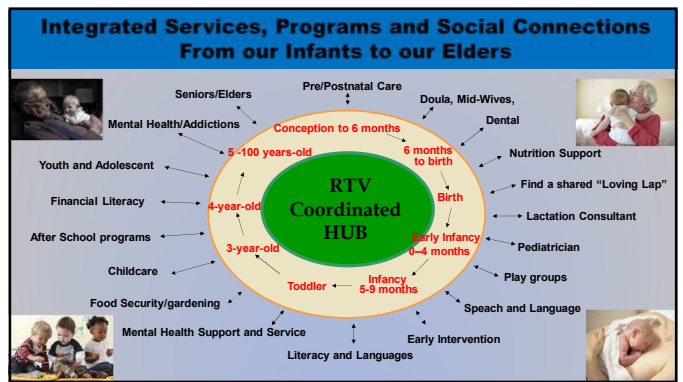 Integrated Services, Programs and Social Connections
From our Infants to our Elders
Pre/Postnatal Care
Seniors/Elders
Doula, Mid-Wives,
Dental
Mental Health/Addictions
Conception to 6 months
5 -100 years-old
6 months
to birth
Nutrition Support
Youth and Adolescent
Find a shared “Loving Lap”
RTV
Coordinated
HUB
Birth
Financial Literacy
4-year-old
Lactation Consultant
After School programs
Early Infancy
0–4 months
3-year-old
Pediatrician
Childcare
Play groups
Toddler
Infancy
5-9 months
Food Security/gardening
Speach and Language
Mental Health Support and Service
Early Intervention
Literacy and Languages